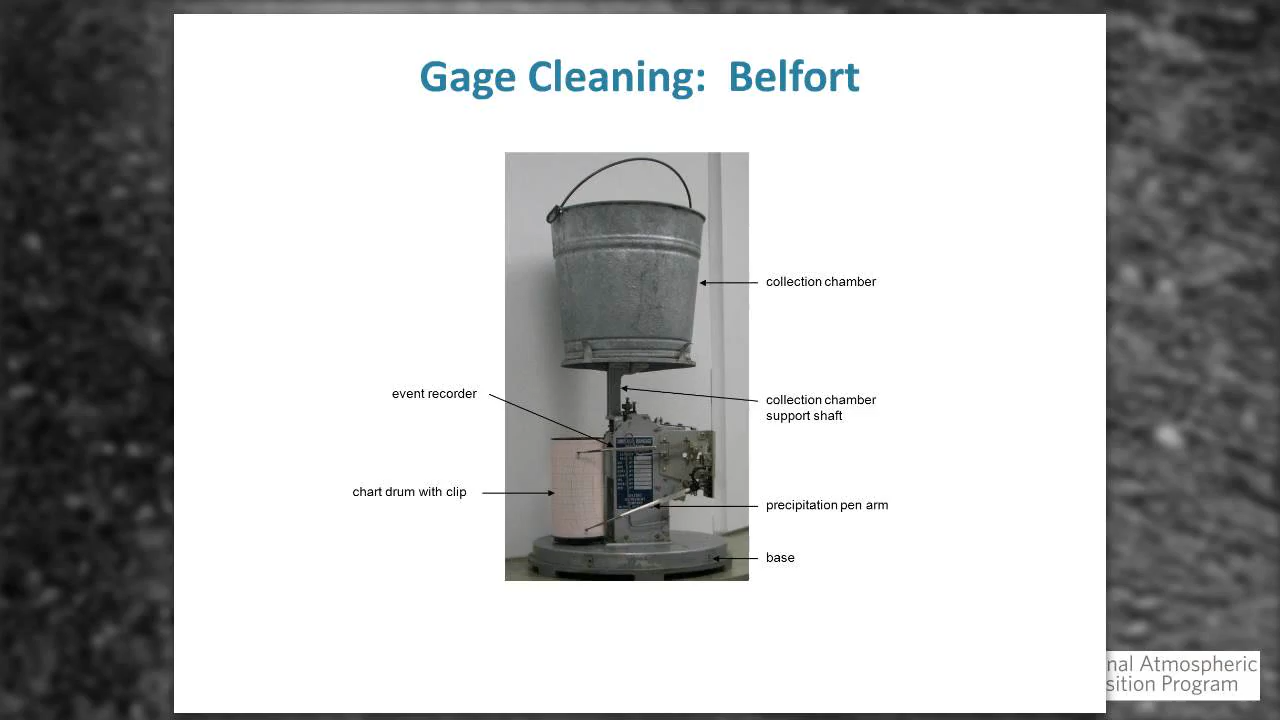 Gage Cleaning: Belfort
collection chamber
event recorder
collection chamber
support shaft
chart drum with clip
precipitation pen arm
base
nal Atmospheric
sition Program